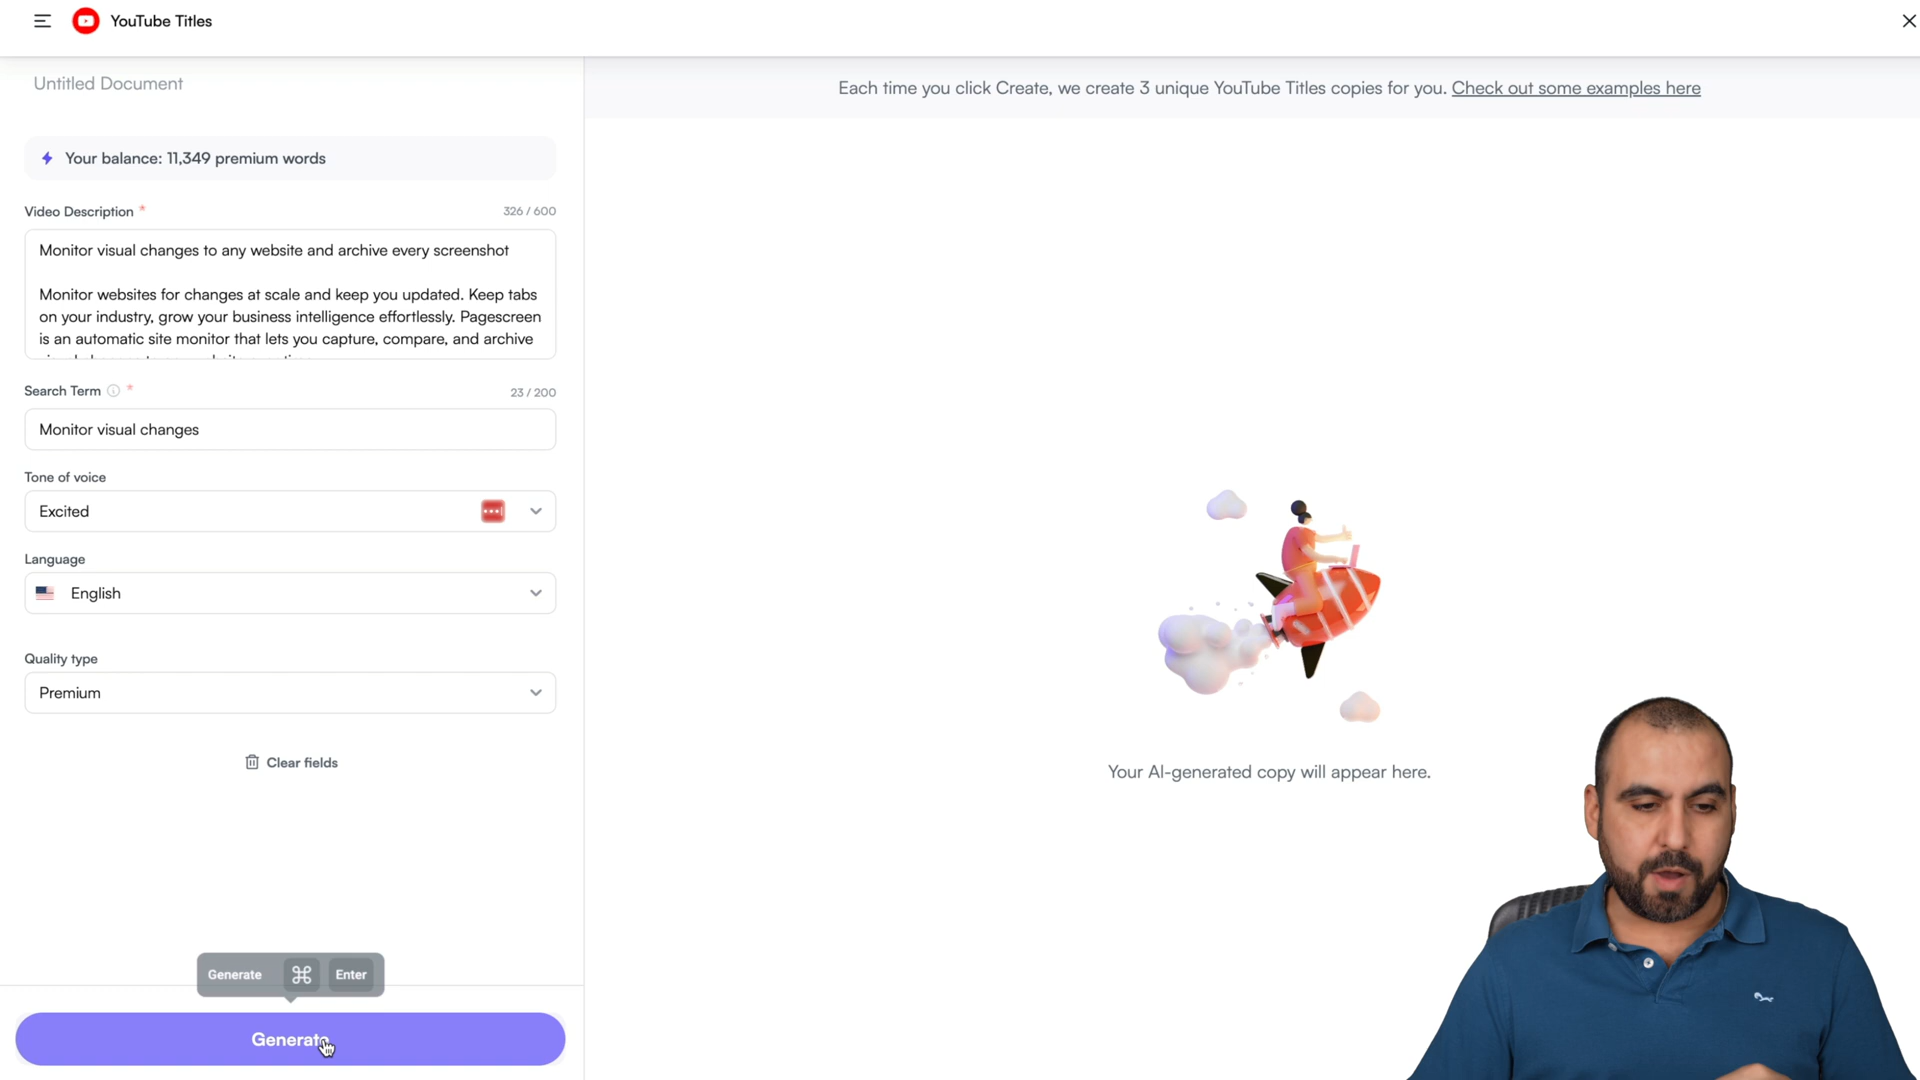 YouTube Titles
Untitled Document
Each time you click Create, we create 3 unique YouTube Titles copies for you. Check out some examples here
Your balance: 11,349 premium words
Video Description * 326 / 600
Monitor visual changes to any website and archive every screenshot
Monitor websites for changes at scale and keep you updated. Keep tabs
on your industry, grow your business intelligence effortlessly. Pagescreen
is an automatic site monitor that lets you capture, compare, and archive
Search Term * 23 / 200
Monitor visual changes
Tone of voice
Excited
Language
English
Quality type
Premium
Clear fields
Your AI-generated copy will appear here.
Generate ⌘ Enter
Generate